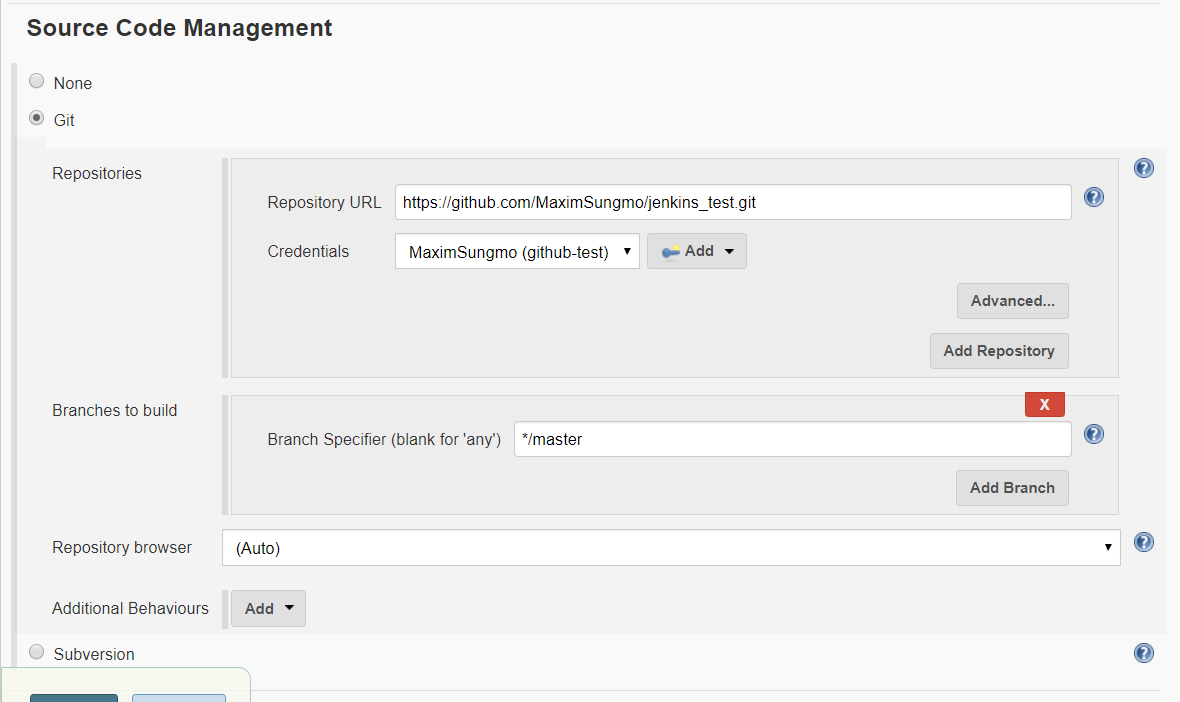 Source Code Management
None
Git
Repositories
Repository URL https://github.com/MaximSungmo/jenkins_test.git
Credentials MaximSungmo (github-test) Add
Advanced...
Add Repository
Branches to build
X
Branch Specifier (blank for 'any') */master
Add Branch
Repository browser (Auto)
Additional Behaviours Add
Subversion